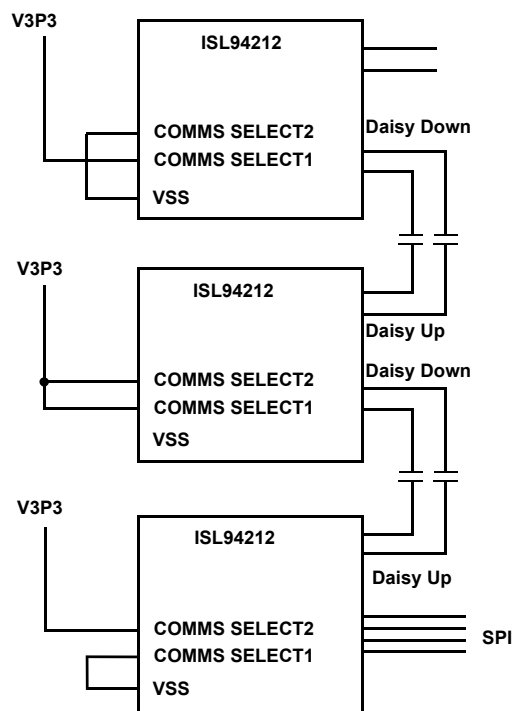 V3P3
ISL94212
Daisy Down
COMMS SELECT2
COMMS SELECT1
VSS
V3P3
ISL94212
Daisy Up
Daisy Down
COMMS SELECT2
COMMS SELECT1
VSS
V3P3
ISL94212
Daisy Up
COMMS SELECT2
SPI
COMMS SELECT1
VSS